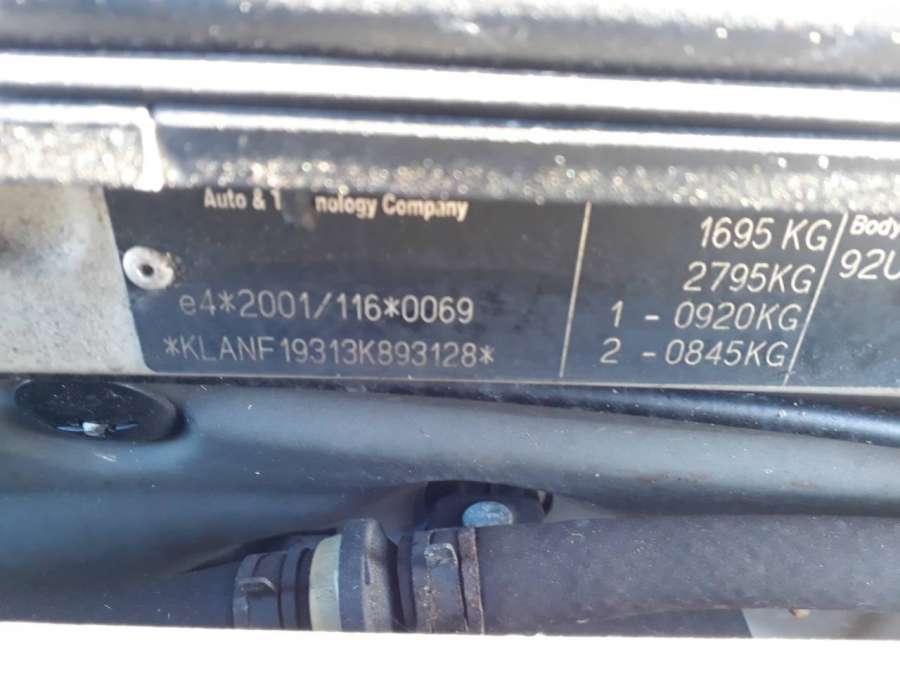 Auto & T nology Company
e4*2001/116*0069
*KLANF19313K893128*
1695 KG
2795KG
1 - 0920KG
2 - 0845KG
Body
92U